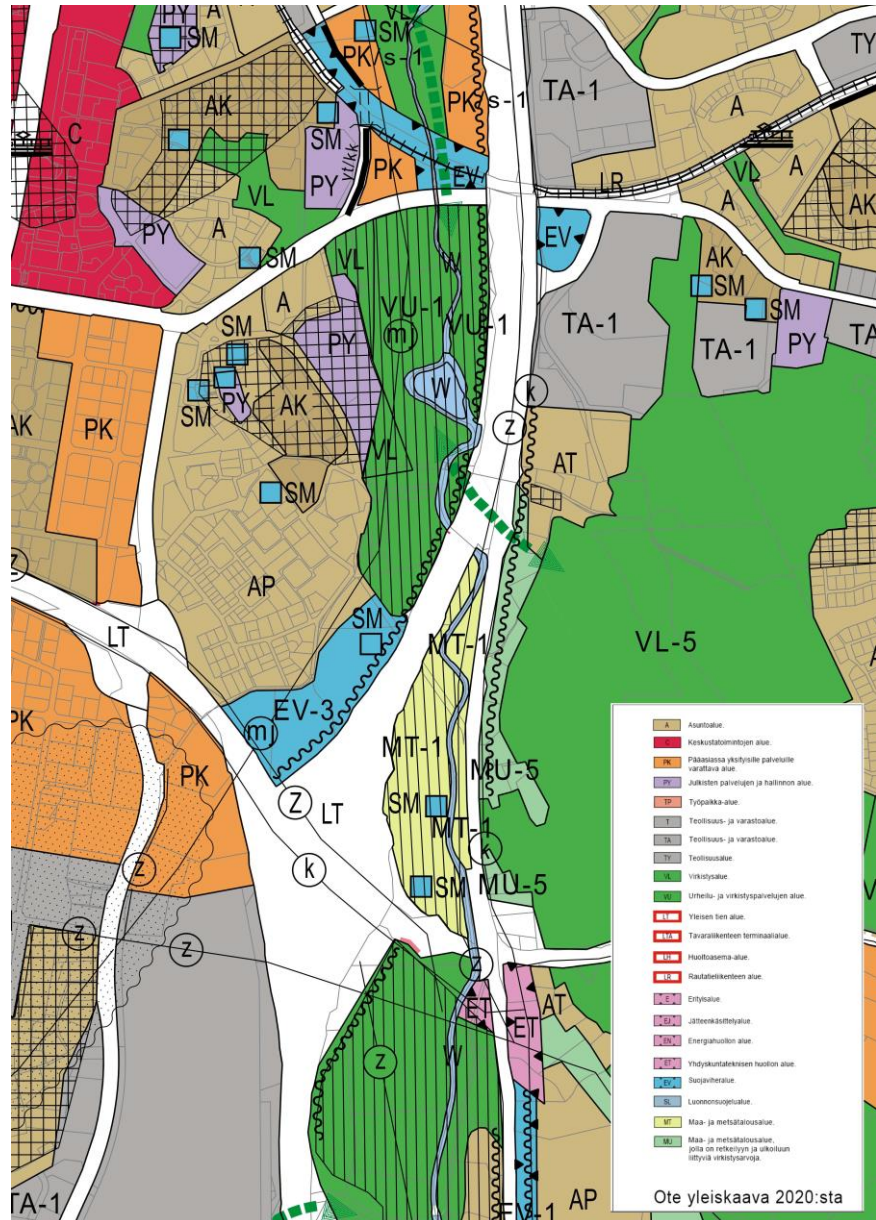 PY
SM
A
VL
SM
PK
/s-1
PK
/s-1
TA-1
TY
AK
C
SM
A
VL
PY
vt/kk
PK
EV
LR
A
VL
A
AK
PY
A
SM
VL
W
EV
AK
SM
SM
TA-1
TA-1
PY
TA
A
VU-1
VU-1
m
PY
SM
SM
PY
AK
W
k
z
AK
PK
VL
SM
AT
z
AP
LT
SM
VL-5
MT-1
EV-3
mj
MT-1
MU-5
z
LT
PK
PK
SM
MT-1
k
k
z
SM
MU-5
z
z
z
AT
ET
ET
W
z
TA-1
EV-1
AP
A Asuntoalue.
C Keskustatoimintojen alue.
PK Pääasiassa yksityisille palveluille
varattava alue.
PY Julkisten palvelujen ja hallinnon alue.
TP Työpaikka-alue.
T Teollisuus- ja varastoalue.
TA Teollisuus- ja varastoalue.
TY Teollisuusalue.
VL Virkistysalue.
VU Urheilu- ja virkistyspalvelujen alue.
LT Yleisen tien alue.
LTA Tavaraliikenteen terminaalialue.
LH Huoltoasema-alue.
LR Rautatieliikenteen alue.
E Erityisalue.
EJ Jätteenkäsittelyalue.
EN Energiahuollon alue.
ET Yhdyskuntateknisen huollon alue.
EV Suojaviheralue.
SL Luonnonsuojelualue.
MT Maa- ja metsätalousalue.
MU Maa- ja metsätalousalue,
jolla on retkeilyyn ja ulkoiluun
liittyviä virkistysarvoja.
Ote yleiskaava 2020:sta